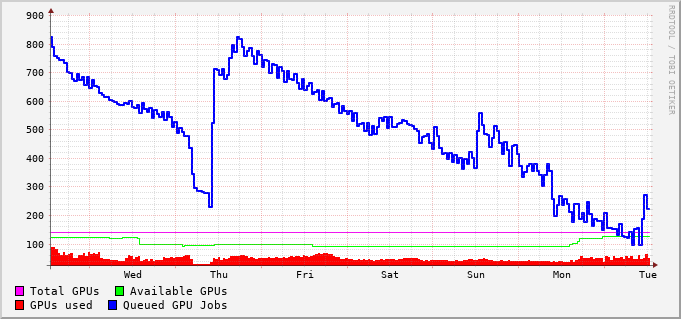 900
800
700
600
500
400
300
200
100
Wed Thu Fri Sat Sun Mon Tue
Total GPUs Available GPUs
GPUs used Queued GPU Jobs
RRDTOOL / TOBI OETIKER